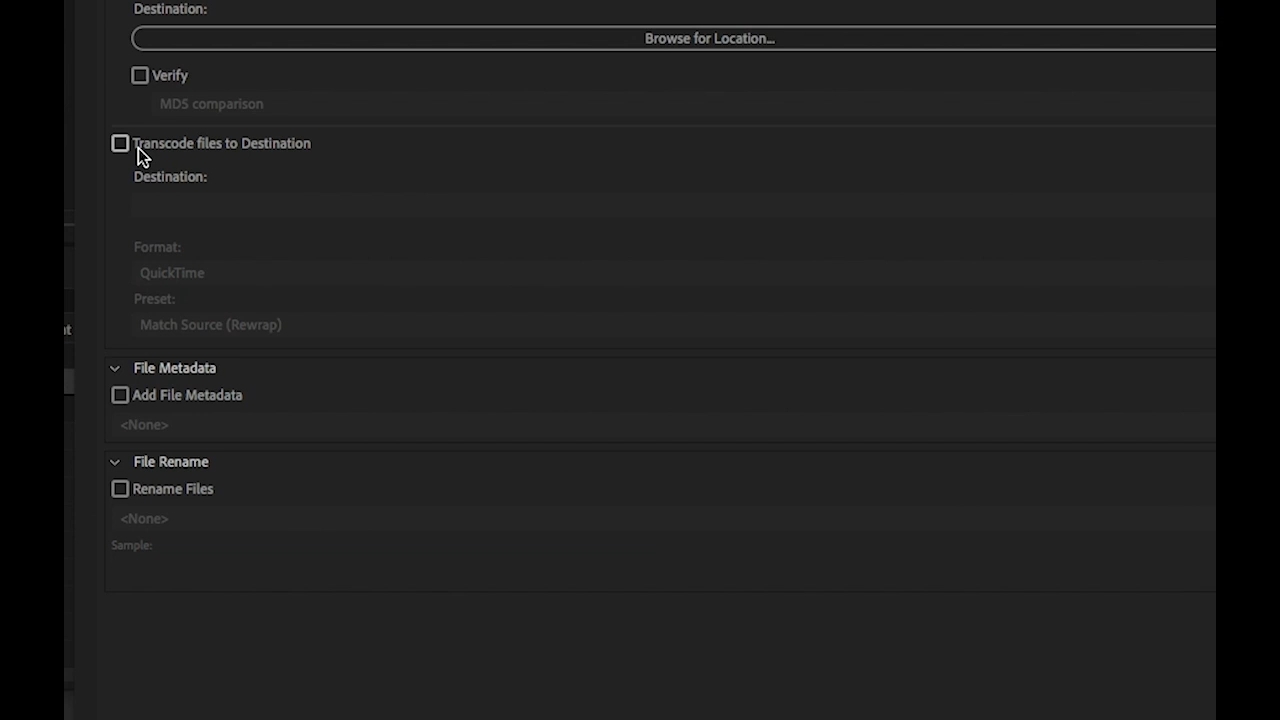 Destination:
Browse for Location...
Verify
MD5 comparison
Transcode files to Destination
Destination:
Format:
QuickTime
Preset:
Match Source (Rewrap)
File Metadata
Add File Metadata
<None>
File Rename
Rename Files
<None>
Sample: